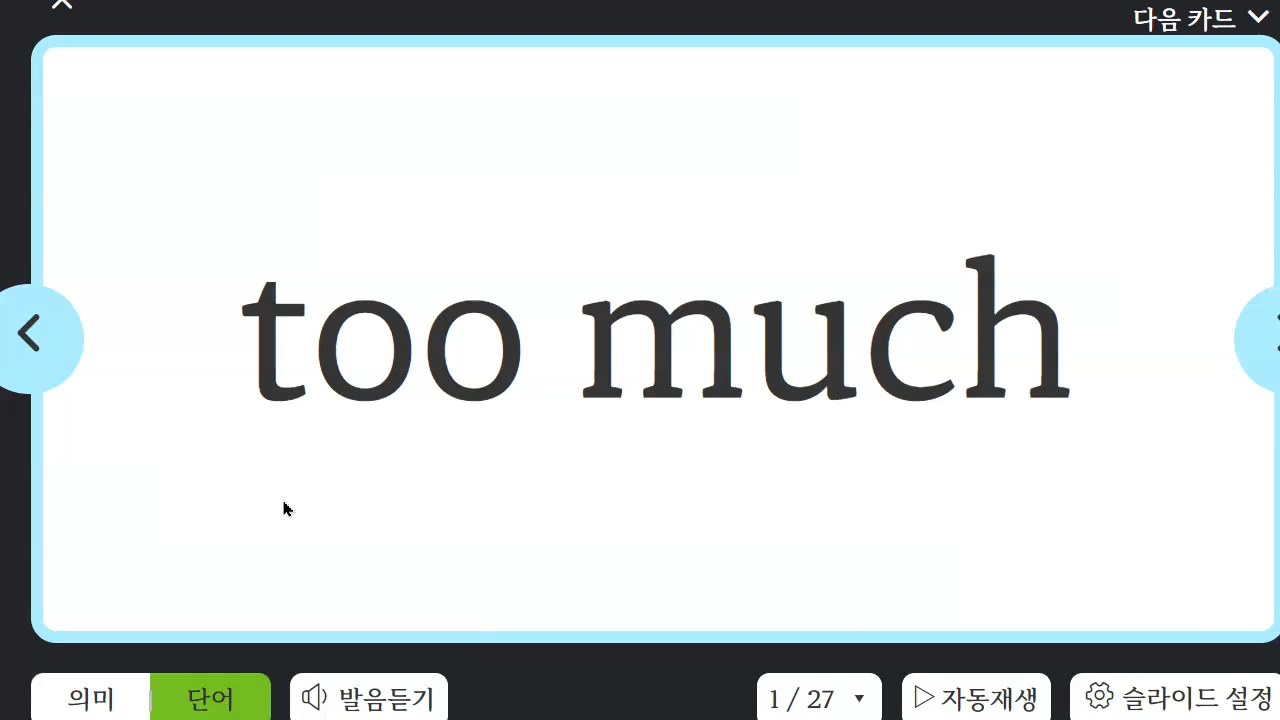 다음 카드
too much
의미 단어 발음듣기 1 / 27 자동재생 슬라이드 설정